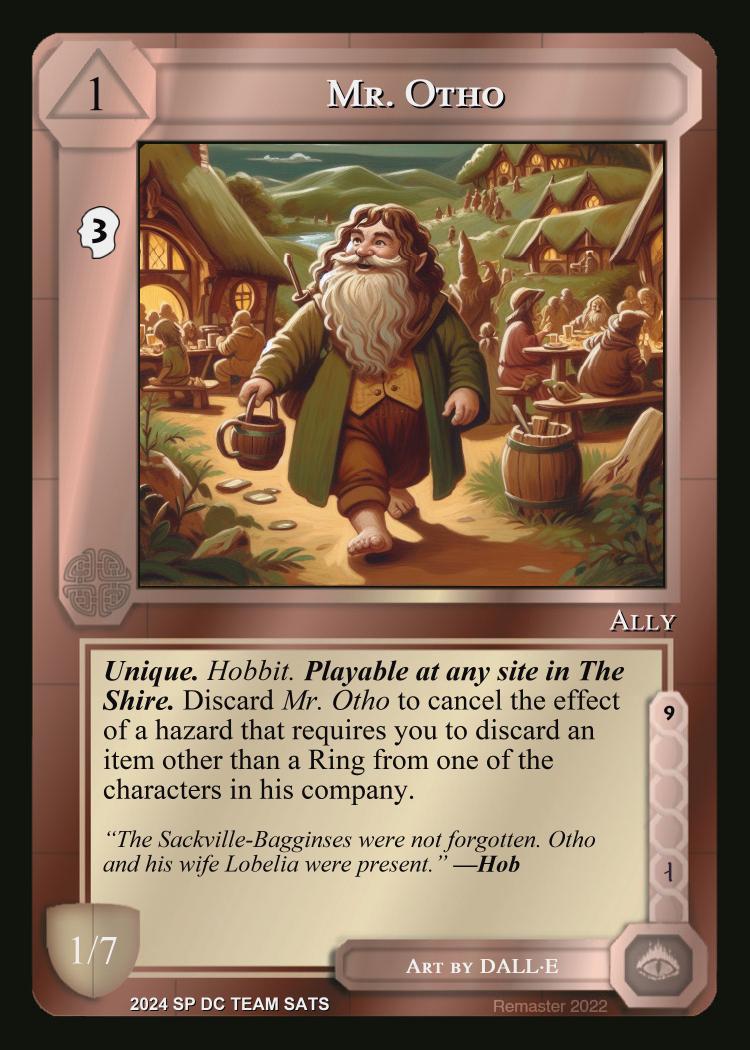 1
Mr. Otho
3
Ally
Unique. Hobbit. Playable at any site in The
Shire. Discard Mr. Otho to cancel the effect
of a hazard that requires you to discard an
item other than a Ring from one of the
characters in his company.
“The Sackville-Bagginses were not forgotten. Otho
and his wife Lobelia were present.” —Hob
9
1/7
Art by DALL·E
2024 SP DC TEAM SATS
Remaster 2022